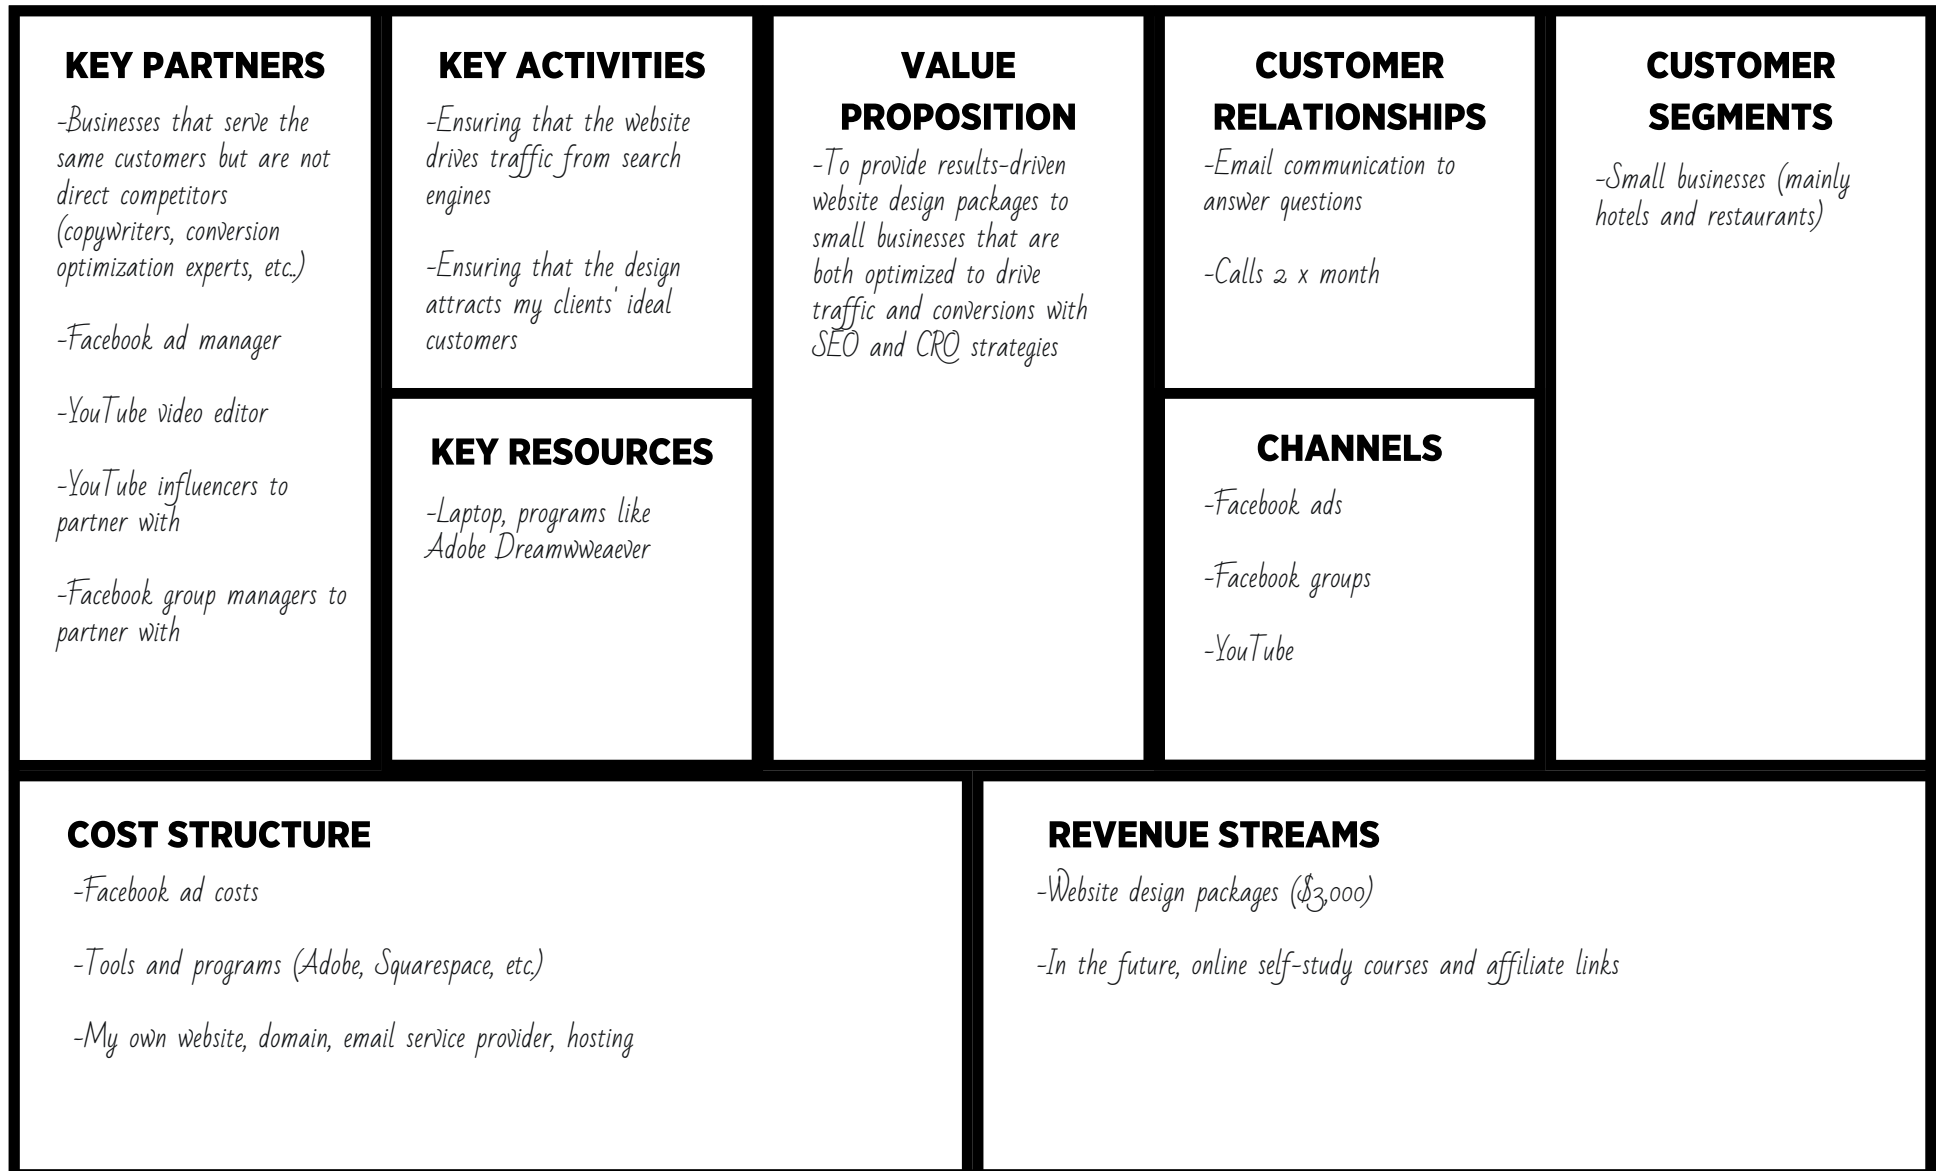 KEY PARTNERS
-Businesses that serve the
same customers but are not
direct competitors
(copywriters, conversion
optimization experts, etc..)
-Facebook ad manager
-YouTube video editor
-YouTube influencers to
partner with
-Facebook group managers to
partner with
KEY ACTIVITIES
-Ensuring that the website
drives traffic from search
engines
-Ensuring that the design
attracts my clients' ideal
customers
KEY RESOURCES
-Laptop, programs like
Adobe Dreamwweaever
VALUE
PROPOSITION
-To provide results-driven
website design packages to
small businesses that are
both optimized to drive
traffic and conversions with
SEO and CRO strategies
CUSTOMER
RELATIONSHIPS
-Email communication to
answer questions
-Calls 2 x month
CHANNELS
-Facebook ads
-Facebook groups
-YouTube
CUSTOMER
SEGMENTS
-Small businesses (mainly
hotels and restaurants)
COST STRUCTURE
-Facebook ad costs
-Tools and programs (Adobe, Squarespace, etc.)
-My own website, domain, email service provider, hosting
REVENUE STREAMS
-Website design packages ($3,000)
-In the future, online self-study courses and affiliate links